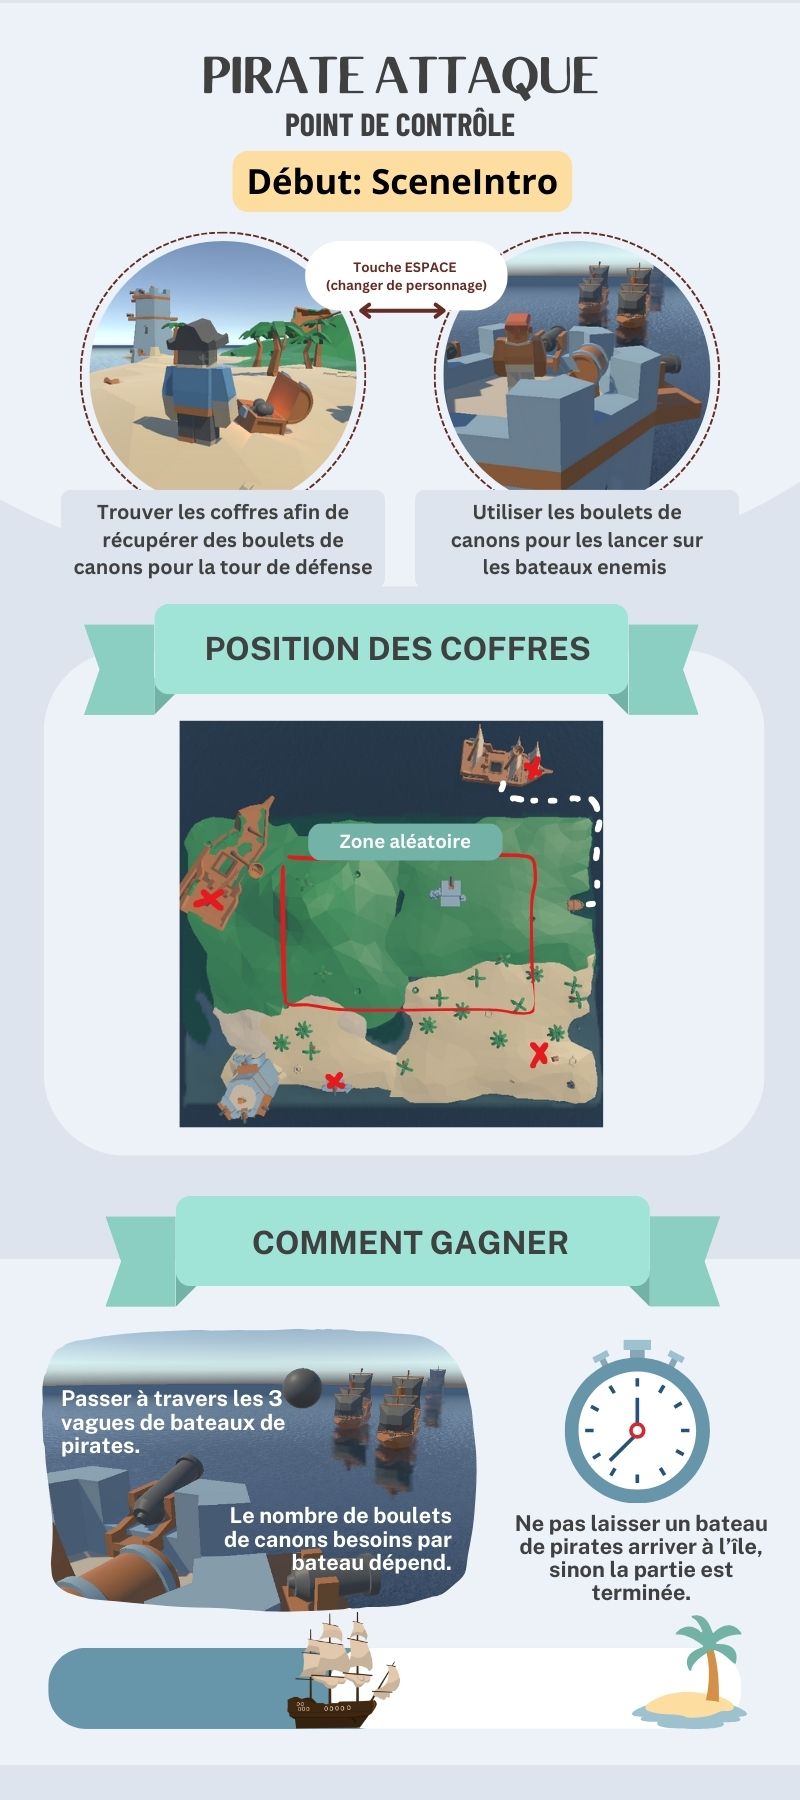 PIRATE ATTAQUE
POINT DE CONTRÔLE
Début: SceneIntro
Touche ESPACE
(changer de personnage)
Trouver les coffres afin de
récupérer des boulets de
canons pour la tour de défense
Utiliser les boulets de
canons pour les lancer sur
les bateaux enemis
POSITION DES COFFRES
Zone aléatoire
COMMENT GAGNER
Passer à travers les 3
vagues de bateaux de
pirates.
Le nombre de boulets
de canons besoins par
bateau dépend.
Ne pas laisser un bateau
de pirates arriver à l'île,
sinon la partie est
terminée.